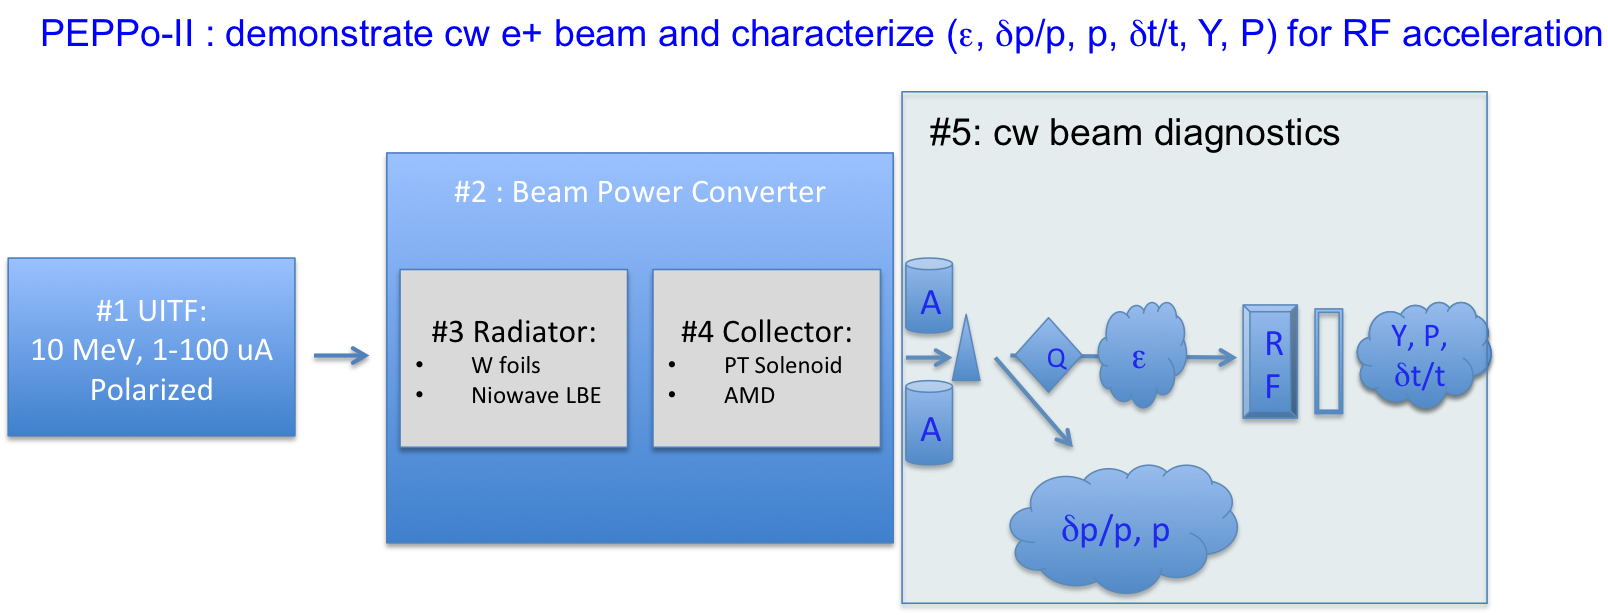 PEPPo-II : demonstrate cw e+ beam and characterize (ε, δp/p, p, δt/t, Y, P) for RF acceleration
#5: cw beam diagnostics
#2 : Beam Power Converter
#1 UITF:
10 MeV, 1-100 uA
Polarized
#3 Radiator:
• W foils
• Niowave LBE
#4 Collector:
• PT Solenoid
• AMD
A
A
Q
ε
R
F
Y, P,
δt/t
δp/p, p